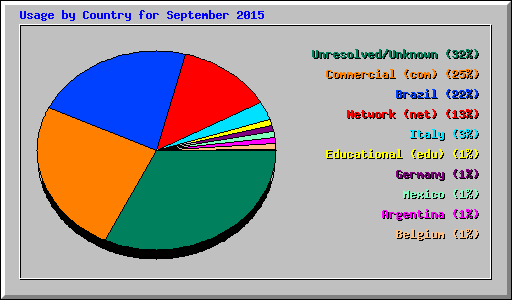 Usage by Country for September 2015
Unresolved/Unknown (32%)
Commercial (com) (25%)
Brazil (22%)
Network (net) (13%)
Italy (3%)
Educational (edu) (1%)
Germany (1%)
Mexico (1%)
Argentina (1%)
Belgium (1%)